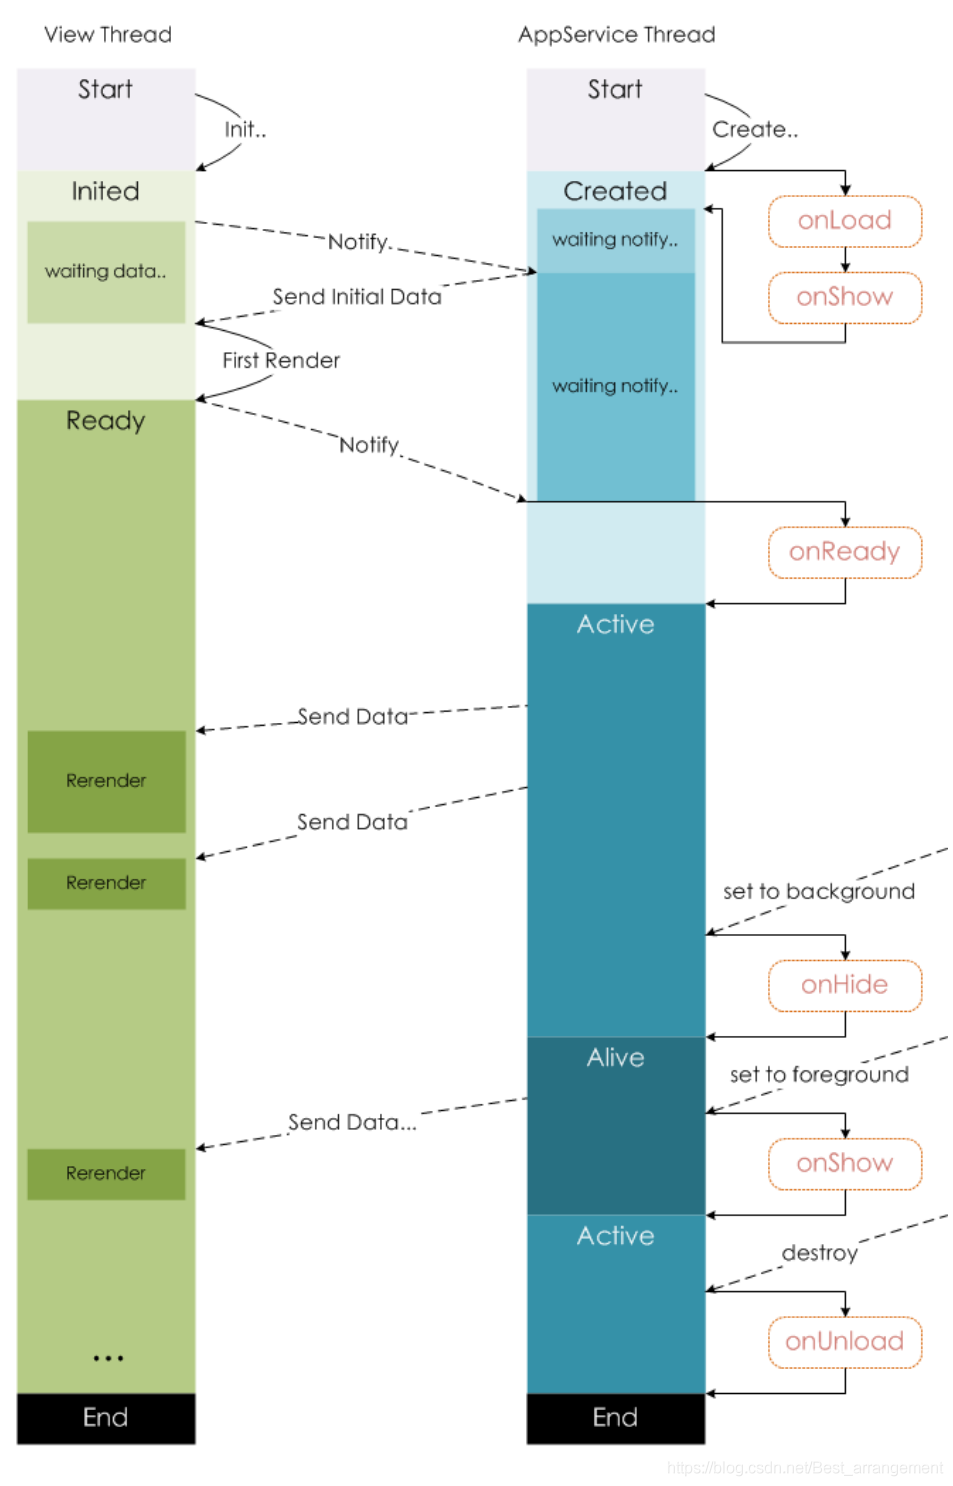 View Thread
AppService Thread
Start
Start
Init..
Create..
Inited
Created
onLoad
waiting notify..
Notify
waiting data..
Send Initial Data
onShow
First Render
waiting notify..
Ready
Notify
onReady
Active
Send Data
Rerender
Send Data
Rerender
set to background
onHide
Alive
set to foreground
Send Data...
onShow
Rerender
Active
destroy
onUnload
...
End
End
https://blog.csdn.net/Best_arrangement